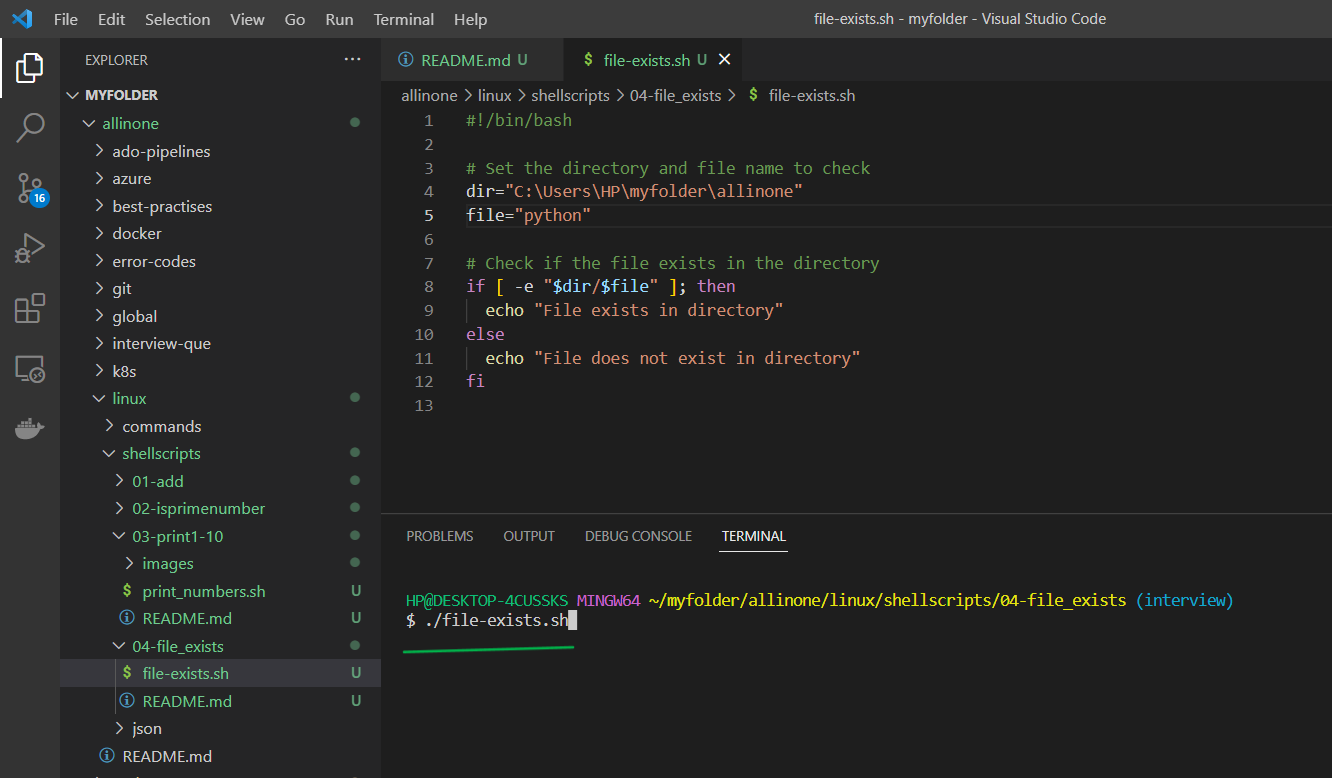 File Edit Selection View Go Run Terminal Help
file-exists.sh - myfolder - Visual Studio Code
EXPLORER
MYFOLDER
allinone
ado-pipelines
azure
best-practises
docker
error-codes
git
global
interview-que
k8s
linux
commands
shellscripts
01-add
02-isprimenumber
03-print1-10
images
$ print_numbers.sh U
README.md U
04-file_exists
$ file-exists.sh U
README.md U
json
README.md
16
README.md U
$ file-exists.sh U
allinone > linux > shellscripts > 04-file_exists > $ file-exists.sh
1 #!/bin/bash
2
3 # Set the directory and file name to check
4 dir="C:\Users\HP\myfolder\allinone"
5 file="python"
6
7 # Check if the file exists in the directory
8 if [ -e "$dir/$file" ]; then
9 echo "File exists in directory"
10 else
11 echo "File does not exist in directory"
12 fi
13
PROBLEMS OUTPUT DEBUG CONSOLE TERMINAL
HP@DESKTOP-4CUSSKS MINGW64 ~/myfolder/allinone/linux/shellscripts/04-file_exists (interview)
$ ./file-exists.sh